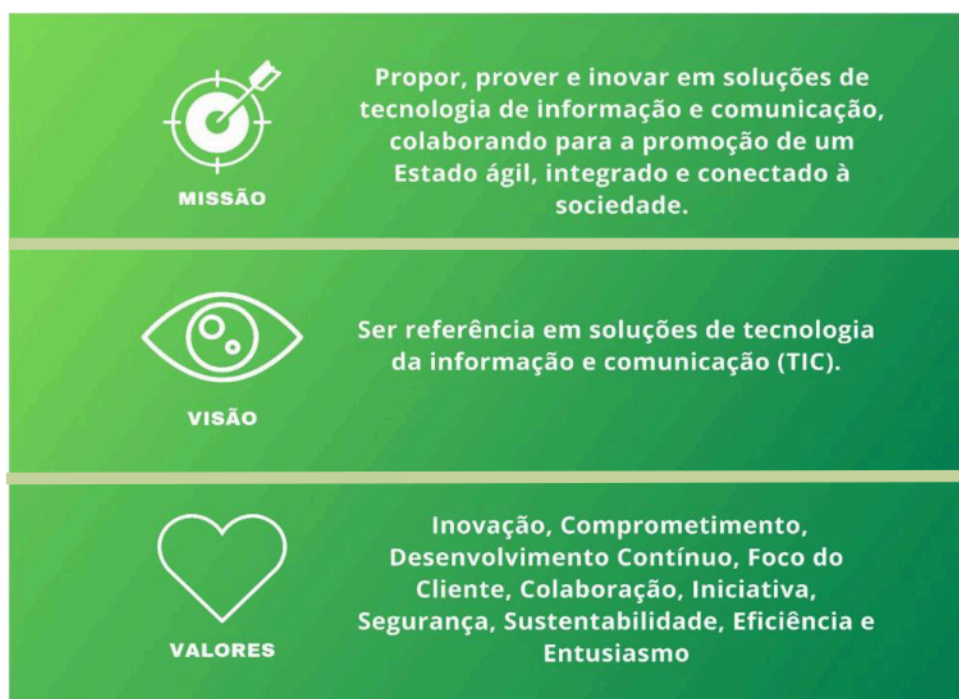 MISSÃO
Propor, prover e inovar em soluções de
tecnologia de informação e comunicação,
colaborando para a promoção de um
Estado ágil, integrado e conectado à
sociedade.
VISÃO
Ser referência em soluções de tecnologia
da informação e comunicação (TIC).
VALORES
Inovação, Comprometimento,
Desenvolvimento Contínuo, Foco do
Cliente, Colaboração, Iniciativa,
Segurança, Sustentabilidade, Eficiência e
Entusiasmo